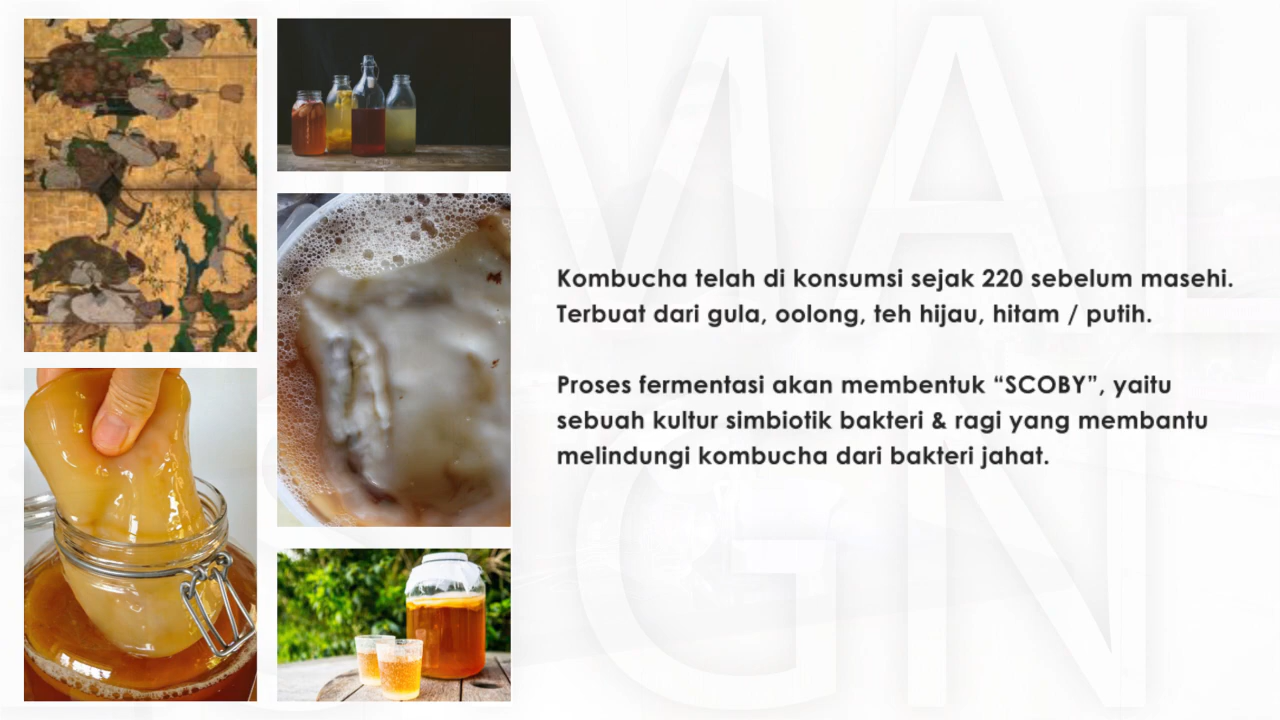 Kombucha telah di konsumsi sejak 220 sebelum masehi.
Terbuat dari gula, oolong, teh hijau, hitam / putih.
Proses fermentasi akan membentuk “SCOBY”, yaitu
sebuah kultur simbiotik bakteri & ragi yang membantu
melindungi kombucha dari bakteri jahat.